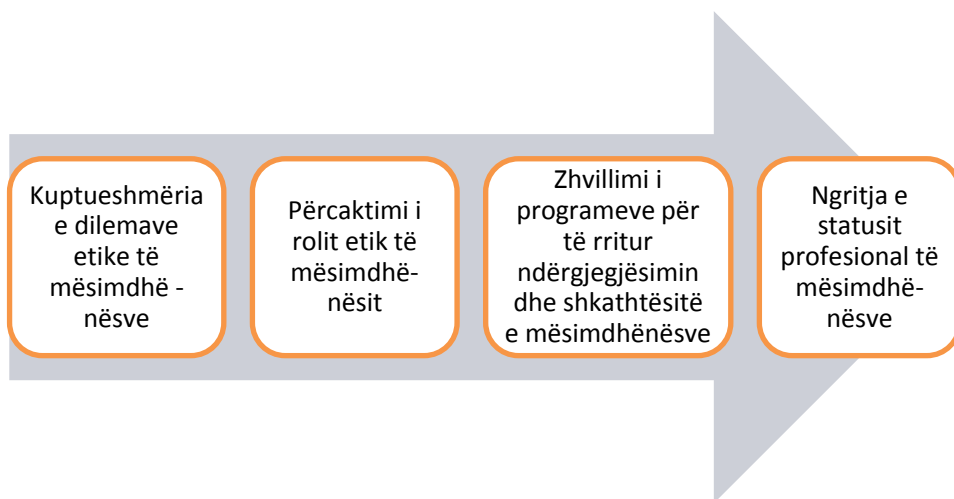 Kuptueshmëria
e dilemave
etike të
mësimdhë -
nësve
Përcaktimi i
rolit etik të
mësimdhë-
nësit
Zhvillimi i
programeve për
të rritur
ndërgjegjësimin
dhe shkathtësitë
e mësimdhënësve
Ngritja e
statusit
profesional të
mësimdhë-
nësve